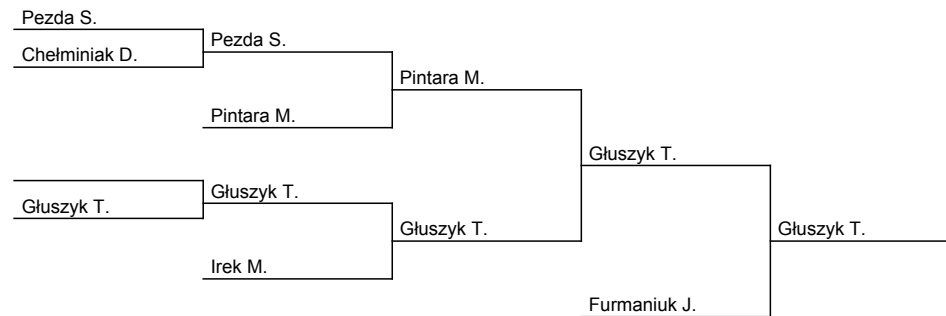 Pezda S.
Chełminiak D.
Pezda S.
Pintara M.
Pintara M.
Głuszyk T.
Głuszyk T.
Głuszyk T.
Irek M.
Głuszyk T.
Furmaniuk J.
Głuszyk T.